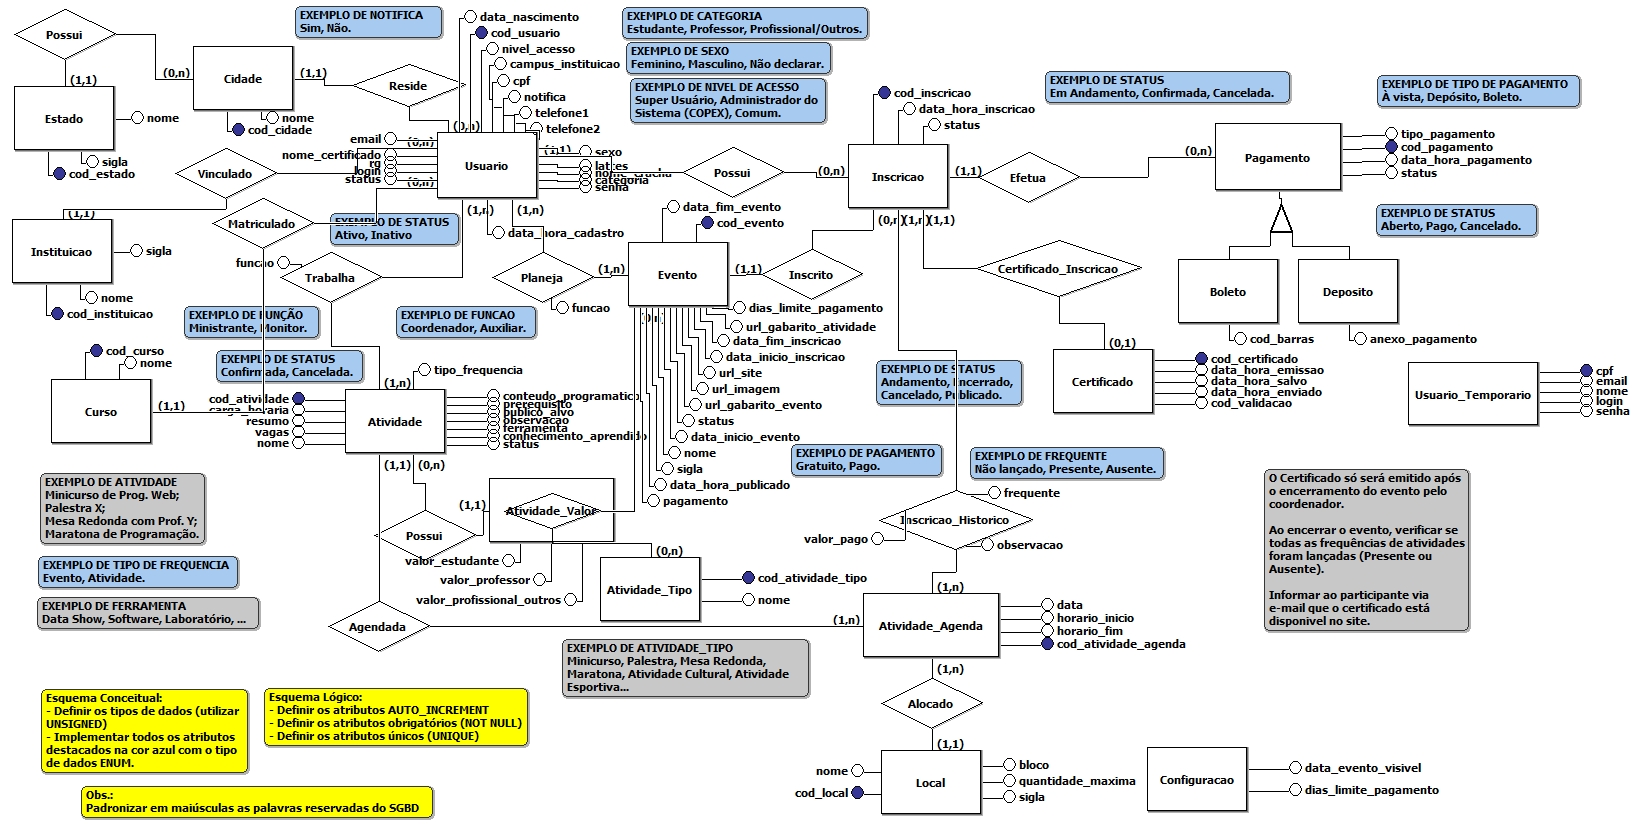 EXEMPLO DE NOTIFICA
Sim, Não.
data_nascimento
cod_usuario
nivel_acesso
campus_instituicao
cpf
notifica
telefone1
telefone2
EXEMPLO DE CATEGORIA
Estudante, Professor, Profissional/Outros.
EXEMPLO DE SEXO
Feminino, Masculino, Não declarar.
EXEMPLO DE NIVEL DE ACESSO
Super Usuário, Administrador do
Sistema (COPEX), Comum.
EXEMPLO DE STATUS
Em Andamento, Confirmada, Cancelada.
EXEMPLO DE TIPO DE PAGAMENTO
À vista, Depósito, Boleto.
Possui
(1,1)
(0,n)
Cidade
(1,1)
Reside
(0,n)
nome
cod_cidade
Estado
nome
sigla
cod_estado
email
nome_certificado
rg
login
status
(0,n)
(0,n)
Usuario
(1,1)
sexo
lattes
categoria
senha
Possui
(0,n)
cod_inscricao
data_hora_inscricao
status
Inscricao
(1,1)
Efetua
(0,n)
Pagamento
tipo_pagamento
cod_pagamento
data_hora_pagamento
status
EXEMPLO DE STATUS
Aberto, Pago, Cancelado.
Vinculado
(1,1)
Matriculado
Instituicao
sigla
nome
cod_instituicao
EXEMPLO DE STATUS
Ativo, Inativo
(1,n)
(1,n)
data_hora_cadastro
funcao
Trabalha
Planeja
funcao
(1,n)
data_fim_evento
cod_evento
Evento
(1,1)
Inscrito
(0,n)
(1,n)
(1,1)
Certificado_Inscricao
Boleto
Deposito
cod_barras
anexo_pagamento
EXEMPLO DE FUNÇÃO
Ministrante, Monitor.
EXEMPLO DE FUNCAO
Coordenador, Auxiliar.
(0,n)
dias_limite_pagamento
url_gabarito_atividade
data_fim_inscricao
data_inicio_inscricao
url_site
url_imagem
url_gabarito_evento
status
data_inicio_evento
nome
sigla
data_hora_publicado
pagamento
EXEMPLO DE STATUS
Confirmada, Cancelada.
cod_curso
nome
Curso
(1,1)
(1,n)
tipo_frequencia
cod_atividade
carga_horaria
resumo
vagas
nome
Atividade
conteudo_programatico
prerequisito
publico_alvo
observacao
ferramenta
conhecimento_aprendido
status
EXEMPLO DE STATUS
Andamento, Encerrado,
Cancelado, Publicado.
(0,1)
Certificado
cod_certificado
data_hora_emissao
data_hora_salvo
data_hora_enviado
cod_validacao
Usuario_Temporario
cpf
email
nome
login
senha
EXEMPLO DE PAGAMENTO
Gratuito, Pago.
EXEMPLO DE FREQUENTE
Não lançado, Presente, Ausente.
(1,1)
(0,n)
EXEMPLO DE ATIVIDADE
Minicurso de Prog. Web;
Palestra X;
Mesa Redonda com Prof. Y;
Maratona de Programação.
EXEMPLO DE TIPO DE FREQUENCIA
Evento, Atividade.
EXEMPLO DE FERRAMENTA
Data Show, Software, Laboratório, ...
Possui
(1,1)
Atividade_Valor
valor_estudante
valor_professor
valor_profissional_outros
(0,n)
Atividade_Tipo
cod_atividade_tipo
nome
frequente
Inscricao_Historico
valor_pago
observacao
O Certificado só será emitido após
o encerramento do evento pelo
coordenador.
Ao encerrar o evento, verificar se
todas as frequências de atividades
foram lançadas (Presente ou
Ausente).
Informar ao participante via
e-mail que o certificado está
disponivel no site.
Agendada
(1,n)
(1,n)
Atividade_Agenda
data
horario_inicio
horario_fim
cod_atividade_agenda
EXEMPLO DE ATIVIDADE_TIPO
Minicurso, Palestra, Mesa Redonda,
Maratona, Atividade Cultural, Atividade
Esportiva...
(1,n)
Alocado
(1,1)
Local
nome
cod_local
bloco
quantidade_maxima
sigla
Configuracao
data_evento_visivel
dias_limite_pagamento
Esquema Conceitual:
- Definir os tipos de dados (utilizar
UNSIGNED)
- Implementar todos os atributos
destacados na cor azul com o tipo
de dados ENUM.
Esquema Lógico:
- Definir os atributos AUTO_INCREMENT
- Definir os atributos obrigatórios (NOT NULL)
- Definir os atributos únicos (UNIQUE)
Obs.:
Padronizar em maiúsculas as palavras reservadas do SGBD